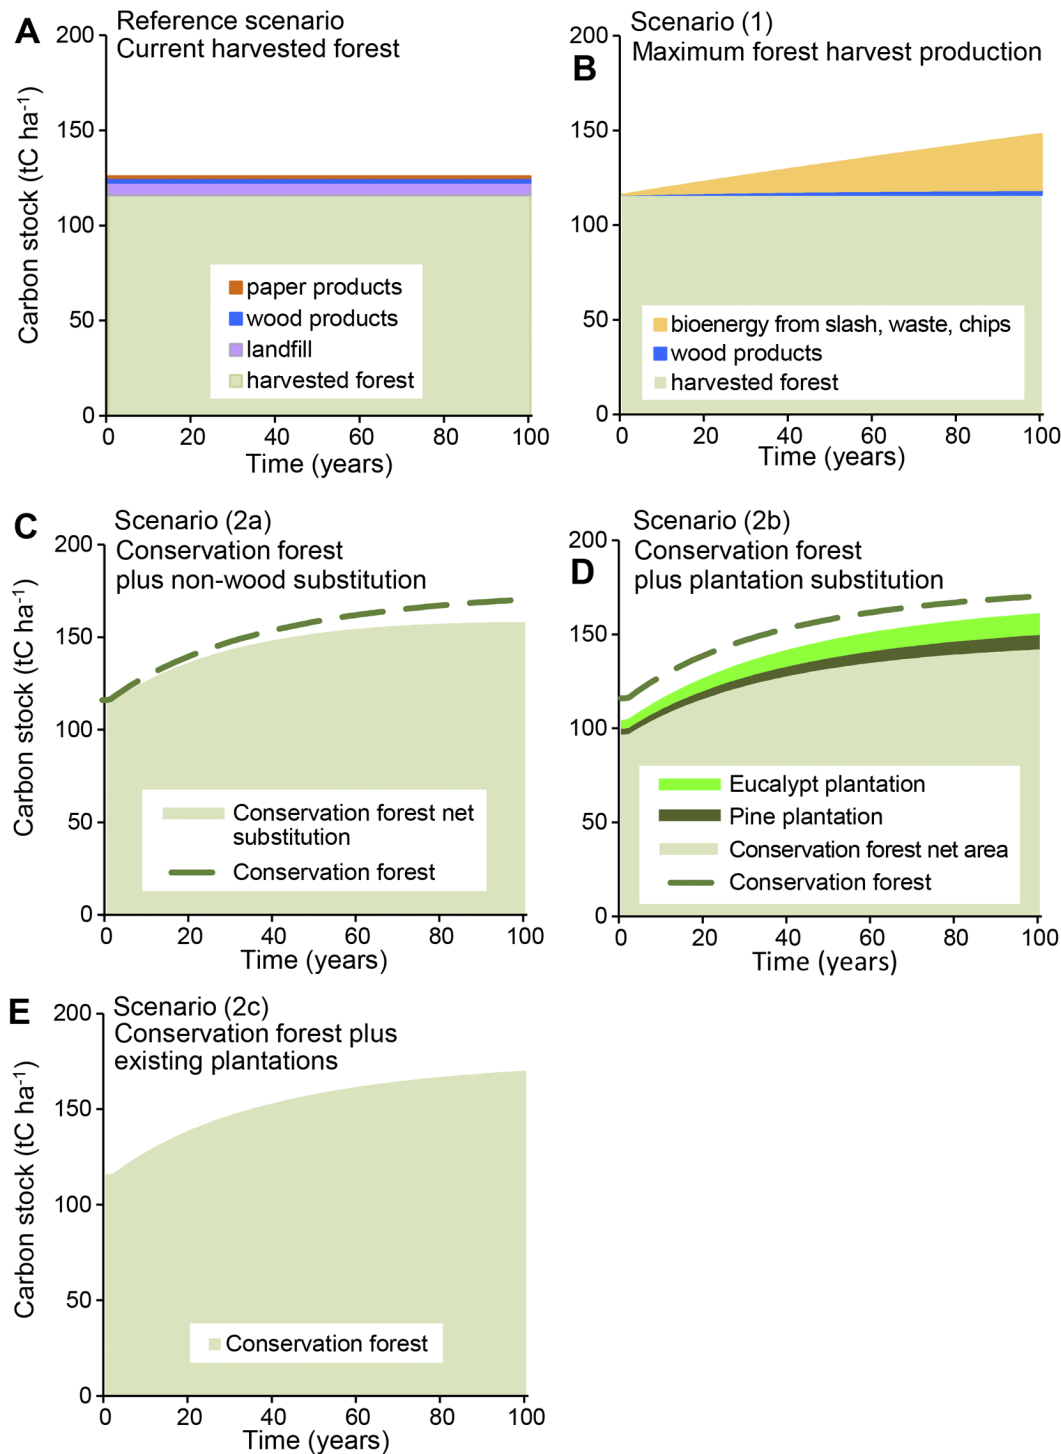 A
Reference scenario
Current harvested forest
Carbon stock (tC ha-1)
200
150
100
50
0
paper products
wood products
landfill
harvested forest
0 20 40 60 80 100
Time (years)
B
Scenario (1)
Maximum forest harvest production
200
150
100
50
0
bioenergy from slash, waste, chips
wood products
harvested forest
0 20 40 60 80 100
Time (years)
C
Scenario (2a)
Conservation forest
plus non-wood substitution
Carbon stock (tC ha-1)
200
150
100
50
0
Conservation forest net
substitution
Conservation forest
0 20 40 60 80 100
Time (years)
D
Scenario (2b)
Conservation forest
plus plantation substitution
200
150
100
50
0
Eucalypt plantation
Pine plantation
Conservation forest net area
Conservation forest
0 20 40 60 80 100
Time (years)
E
Scenario (2c)
Conservation forest plus
existing plantations
Carbon stock (tC ha-1)
200
150
100
50
0
Conservation forest
0 20 40 60 80 100
Time (years)